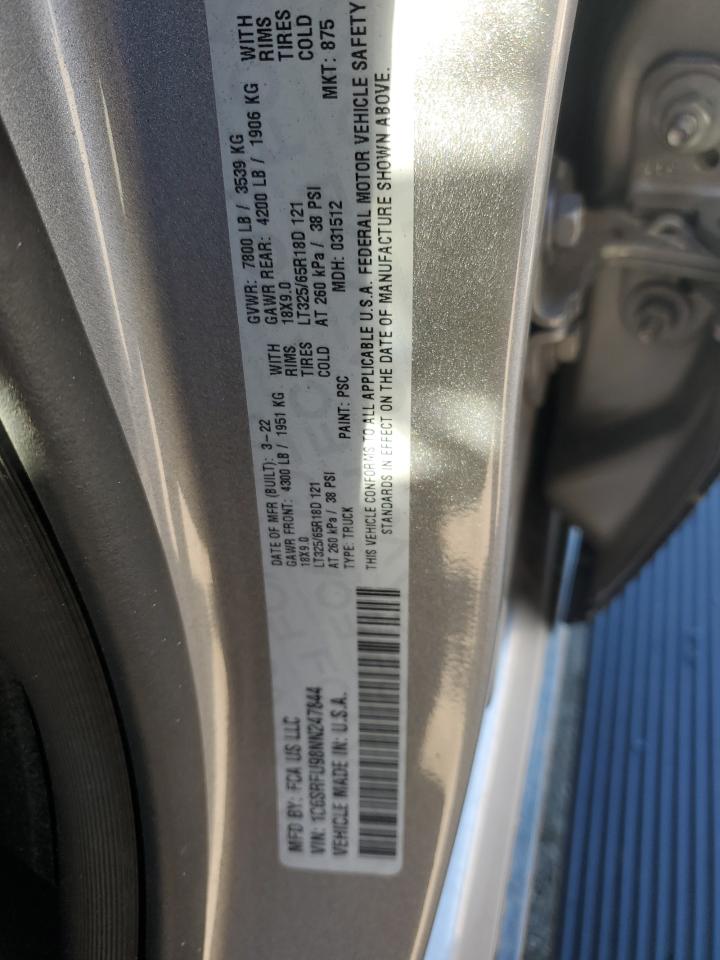 MFD BY: FCA US LLC
VIN: 1C6SRFU98NN247844
VEHICLE MADE IN: U.S.A.
DATE OF MFR (BUILT): 3-22 GVWR: 7800 LB / 3539 KG
GAWR FRONT: 4300 LB / 1951 KG WITH GAWR REAR: 4200 LB / 1906 KG WITH
18X9.0 RIMS 18X9.0 RIMS
LT325/65R18D 121 TIRES LT325/65R18D 121 TIRES
AT 260 kPa / 38 PSI COLD AT 260 kPa / 38 PSI COLD
TYPE: TRUCK PAINT: PSC MDH: 031512 MKT: 875
THIS VEHICLE CONFORMS TO ALL APPLICABLE U.S.A. FEDERAL MOTOR VEHICLE SAFETY
STANDARDS IN EFFECT ON THE DATE OF MANUFACTURE SHOWN ABOVE.